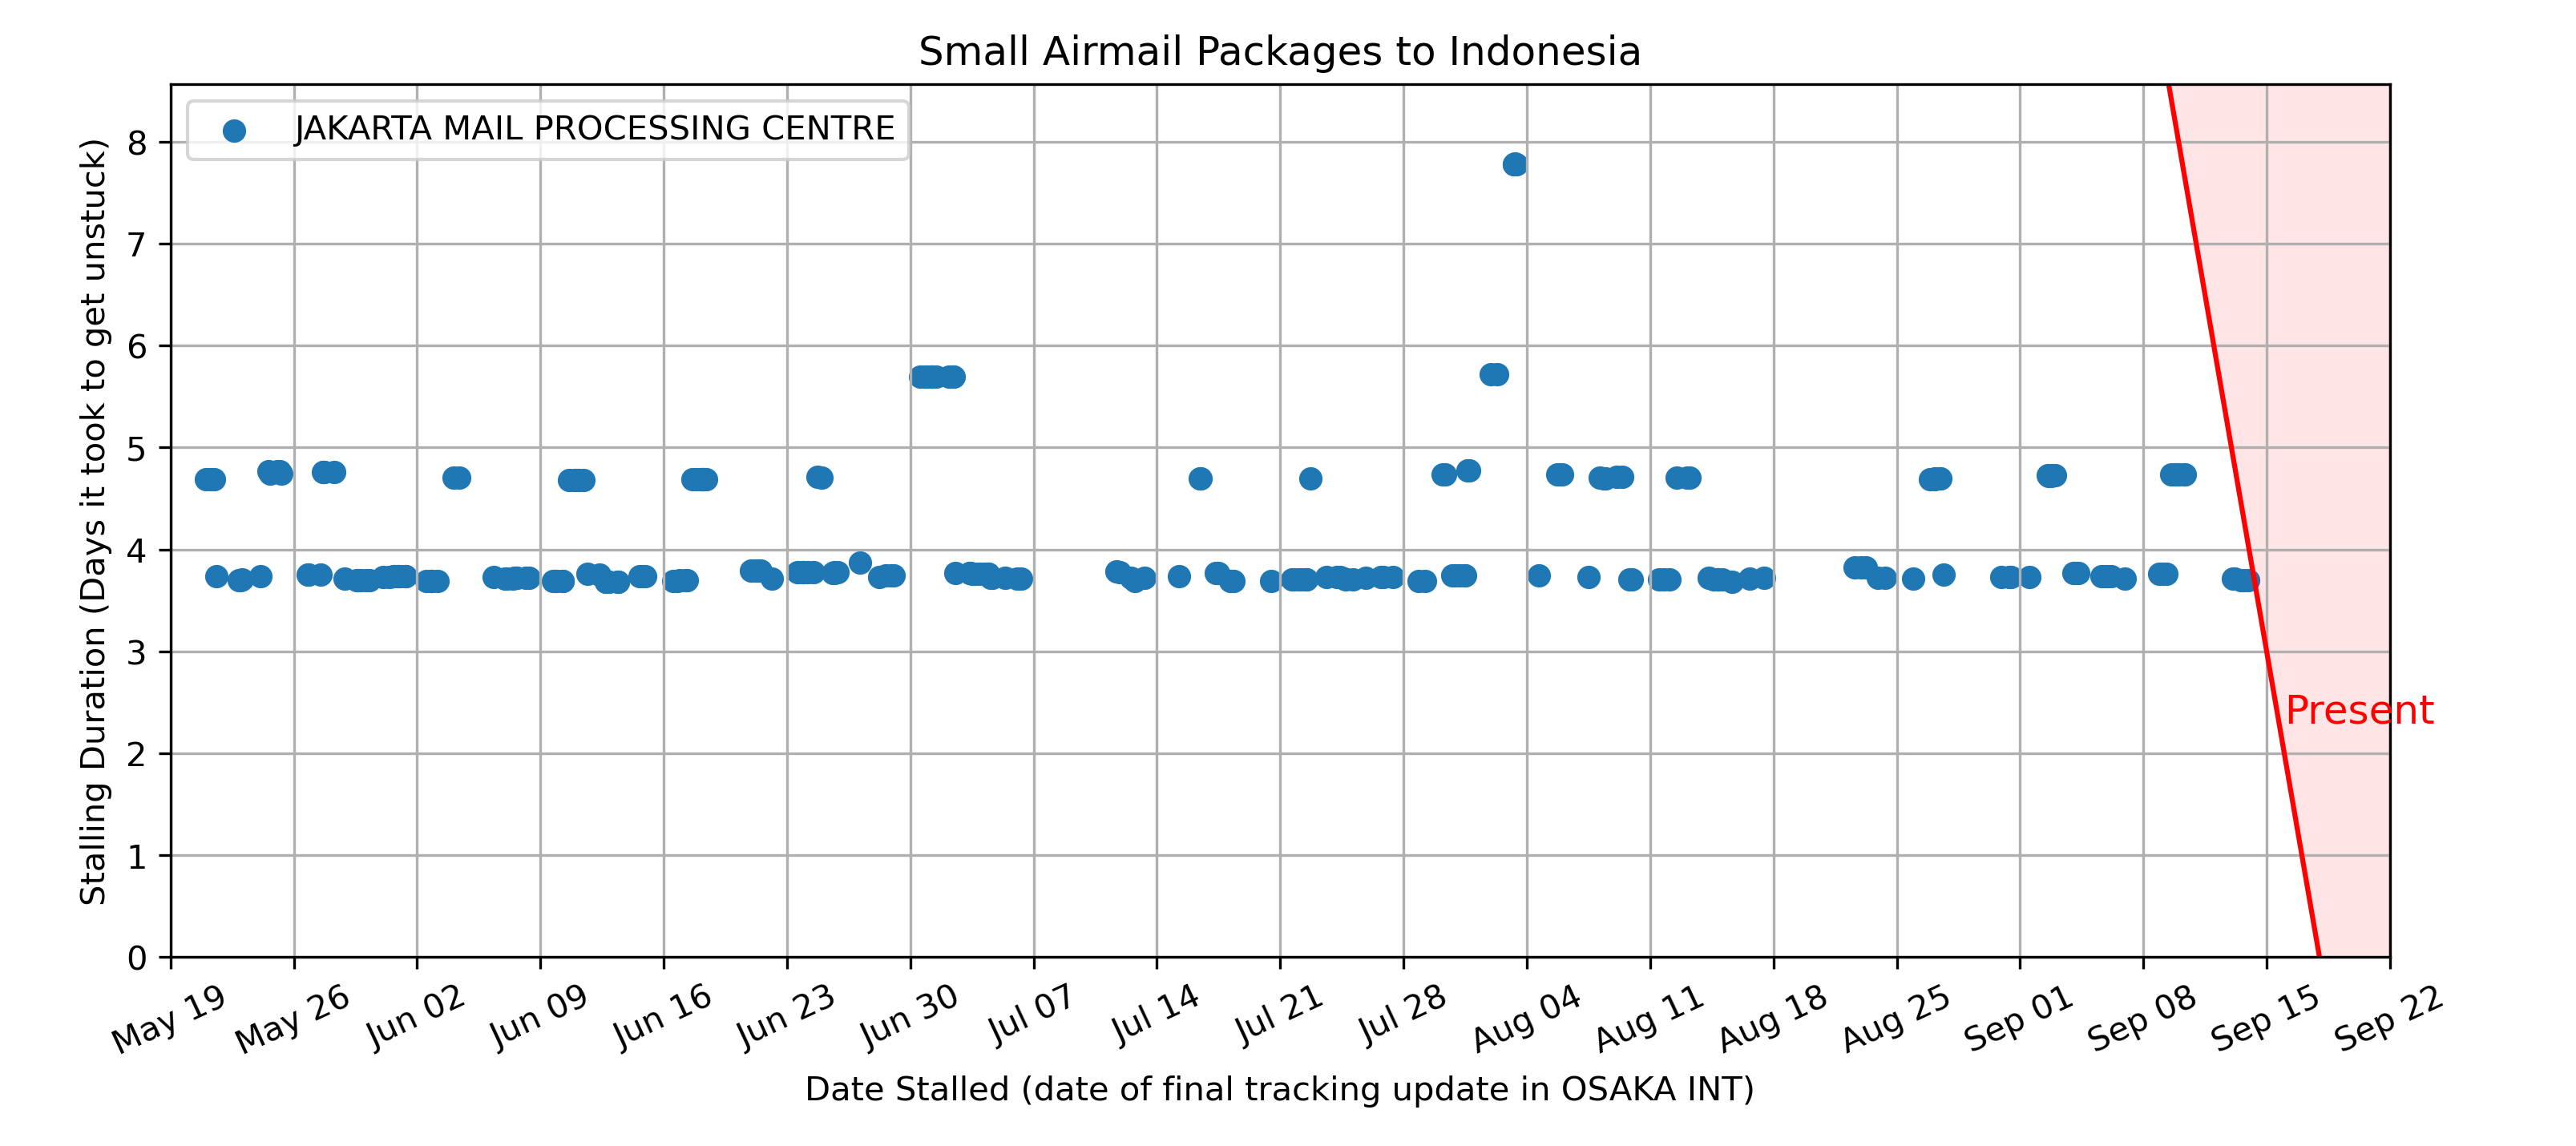 Small Airmail Packages to Indonesia
JAKARTA MAIL PROCESSING CENTRE
Stalling Duration (Days it took to get unstuck)
8
7
6
5
4
3
2
1
0
Present
May 19
May 26
Jun 02
Jun 09
Jun 16
Jun 23
Jun 30
Jul 07
Jul 14
Jul 21
Jul 28
Aug 04
Aug 11
Aug 18
Aug 25
Sep 01
Sep 08
Sep 15
Sep 22
Date Stalled (date of final tracking update in OSAKA INT)